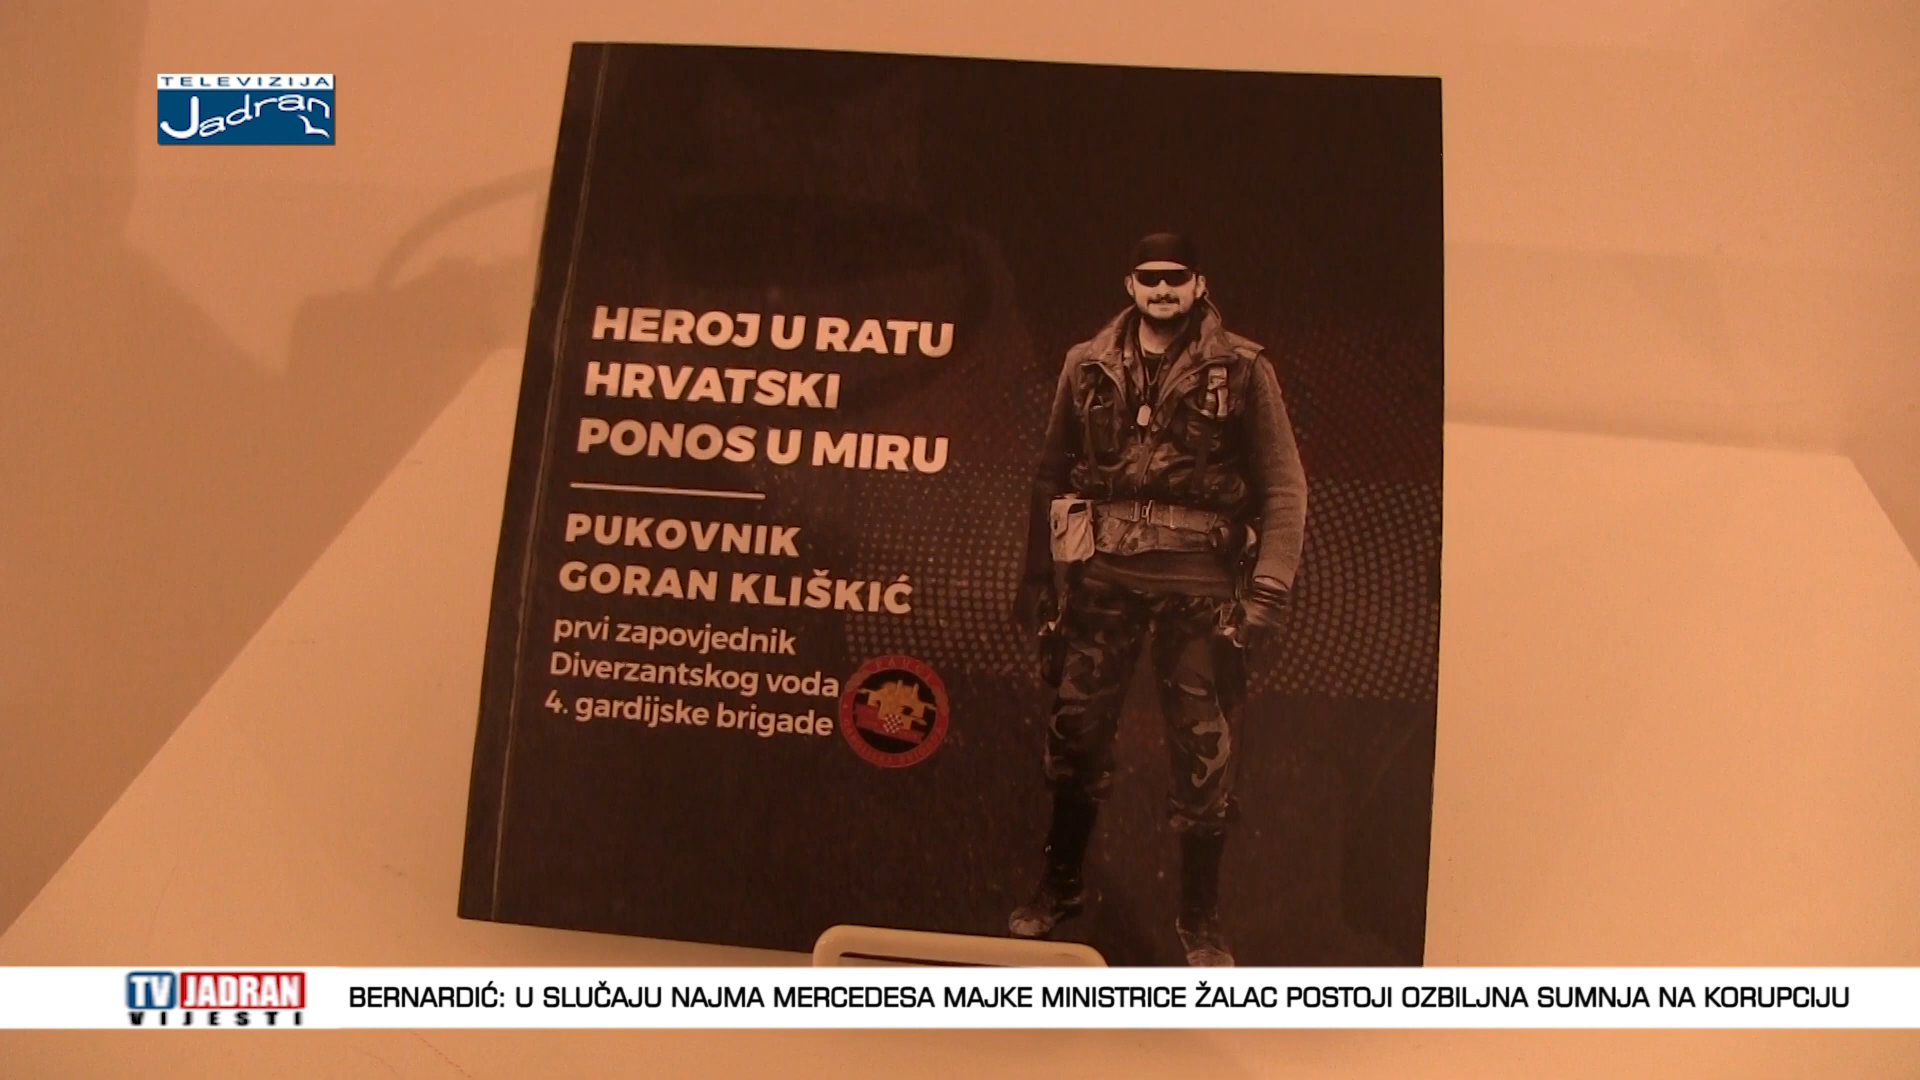 TELEVIZIJA
Jadran
HEROJ U RATU
HRVATSKI
PONOS U MIRU
PUKOVNIK
GORAN KLIŠKIĆ
prvi zapovjednik
Diverzantskog voda
4. gardijske brigade
TV JADRAN
VIJESTI
BERNARDIĆ: U SLUČAJU NAJMA MERCEDESA MAJKE MINISTRICE ŽALAC POSTOJI OZBILJNA SUMNJA NA KORUPCIJU